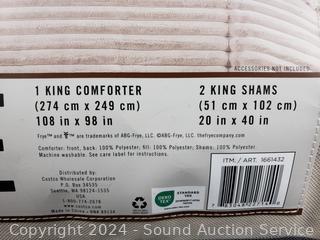 ACCESSORIES NOT INCLUDED.
1 KING COMFORTER
(274 cm x 249 cm)
108 in x 98 in
2 KING SHAMS
(51 cm x 102 cm)
20 in x 40 in
Frye™ and are trademarks of ABG-Frye, LLC. ©ABG-Frye, LLC. thefryecompany.com
Comforter: front, back: 100% Polyester; fill: 100% Polyester; Shams: 100% Polyester.
Machine washable. See care label for instructions.
Distributed by:
Costco Wholesale Corporation
P.O. Box 34535
Seattle, WA 98124-1535
USA
1-800-774-2678
www.costco.com
Made in China
OEKO
TEX
STANDARD
100
ITM. / ART. 1661432
Copyright 2024 - Sound Auction Service